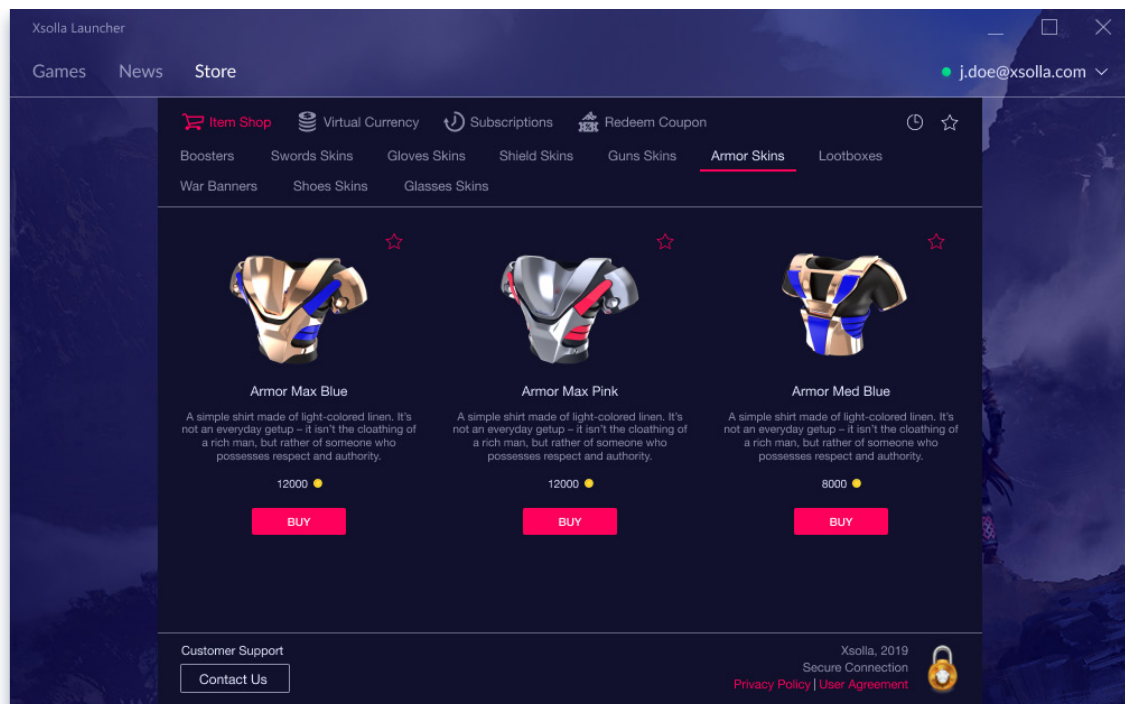 Xsolla Launcher
Games News Store j.doe@xsolla.com
Item Shop Virtual Currency Subscriptions Redeem Coupon
Boosters Swords Skins Gloves Skins Shield Skins Guns Skins Armor Skins Lootboxes
War Banners Shoes Skins Glasses Skins
Armor Max Blue
A simple shirt made of light-colored linen. It's
not an everyday getup – it isn't the cloathing of
a rich man, but rather of someone who
possesses respect and authority.
12000
BUY
Armor Max Pink
A simple shirt made of light-colored linen. It's
not an everyday getup – it isn't the cloathing of
a rich man, but rather of someone who
possesses respect and authority.
12000
BUY
Armor Med Blue
A simple shirt made of light-colored linen. It's
not an everyday getup – it isn't the cloathing of
a rich man, but rather of someone who
possesses respect and authority.
8000
BUY
Customer Support
Contact Us
Xsolla, 2019
Secure Connection
Privacy Policy | User Agreement